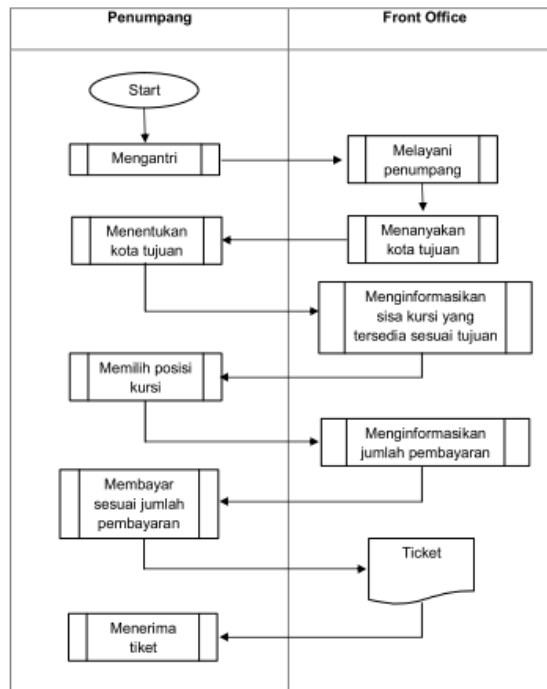 Penumpang
Front Office
Start
Mengantri
Melayani
penumpang
Menanyakan
kota tujuan
Menentukan
kota tujuan
Menginformasikan
sisa kursi yang
tersedia sesuai tujuan
Memilih posisi
kursi
Menginformasikan
jumlah pembayaran
Membayar
sesuai jumlah
pembayaran
Ticket
Menerima
tiket